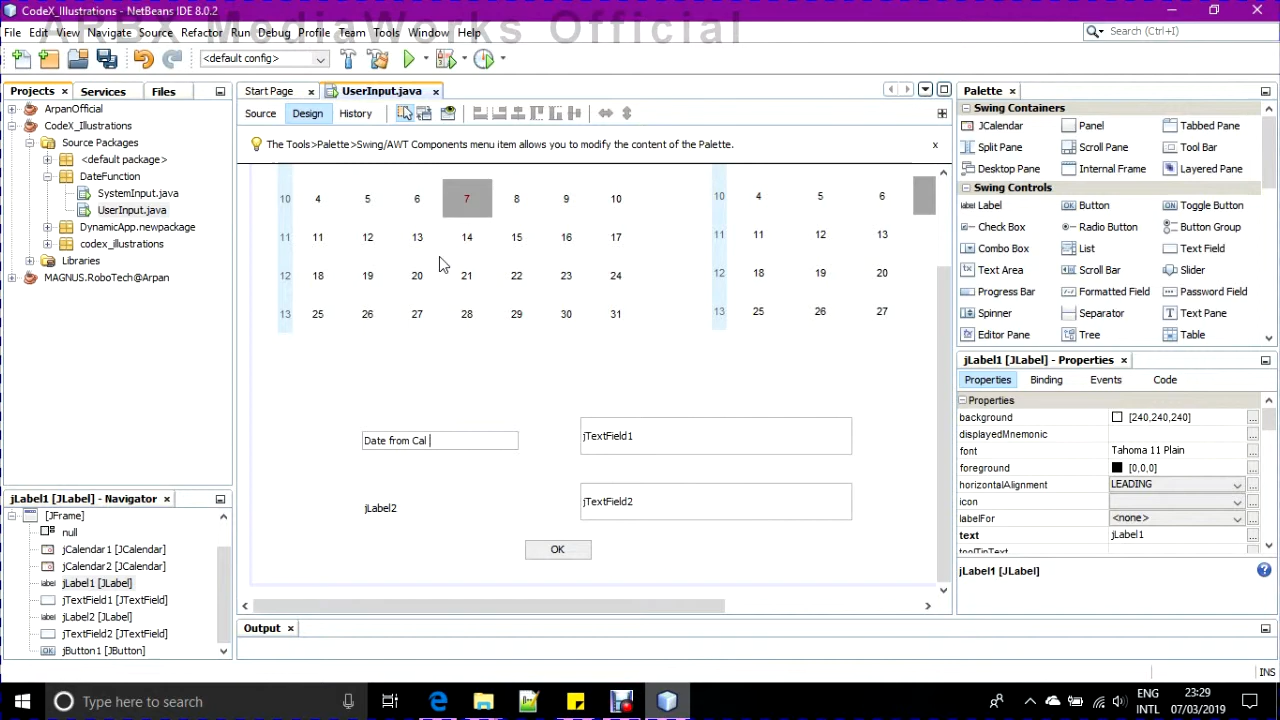 CodeX_Illustrations - NetBeans IDE 8.0.2
ARBX MediaWorks Official
File Edit View Navigate Source Refactor Run Debug Profile Team Tools Window Help
Search (Ctrl+I)
<default config>
Projects Services Files
Start Page UserInput.java
Palette
ArpanOfficial
CodeX_Illustrations
Source Packages
<default package>
DateFunction
SystemInput.java
UserInput.java
DynamicApp.newpackage
codex_illustrations
Libraries
MAGNUS.RoboTech@Arpan
Source Design History
The Tools>Palette>Swing/AWT Components menu item allows you to modify the content of the Palette. x
10 4 5 6 7 8 9 10
11 11 12 13 14 15 16 17
12 18 19 20 21 22 23 24
13 25 26 27 28 29 30 31
10 4 5 6
11 11 12 13
12 18 19 20
13 25 26 27
Date from Cal
jTextField1
jLabel2
jTextField2
OK
Swing Containers
JCalendar Panel Tabbed Pane
Split Pane Scroll Pane Tool Bar
Desktop Pane Internal Frame Layered Pane
Swing Controls
label Label OK Button ON Toggle Button
Check Box Radio Button Button Group
Combo Box List Text Field
Text Area Scroll Bar Slider
Progress Bar Formatted Field Password Field
Spinner Separator Text Pane
Editor Pane Tree Table
jLabel1 [JLabel] - Properties
Properties Binding Events Code
Properties
background [240,240,240] ...
displayedMnemonic ...
font Tahoma 11 Plain ...
foreground [0,0,0] ...
horizontalAlignment LEADING ...
icon ...
labelFor <none> ...
text jLabel1 ...
toolTipText ...
jLabel1 [JLabel]
jLabel1 [JLabel] - Navigator
[JFrame]
null
jCalendar1 [JCalendar]
jCalendar2 [JCalendar]
label jLabel1 [JLabel]
jTextField1 [JTextField]
label jLabel2 [JLabel]
jTextField2 [JTextField]
OK jButton1 [JButton]
Output
INS
Type here to search
ENG
INTL
23:29
07/03/2019